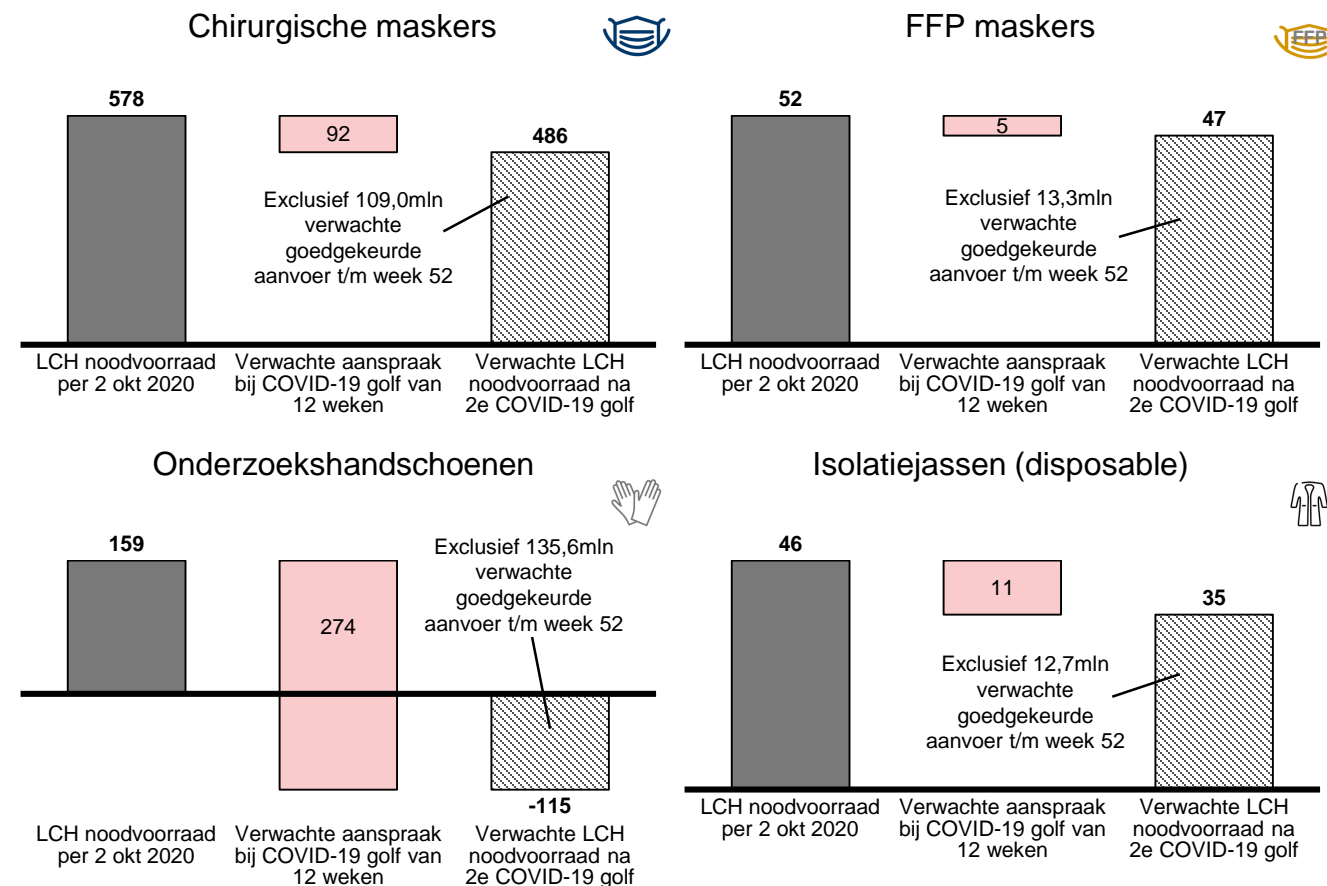 Chirurgische maskers
578
92
486
Exclusief 109,0mln
verwachte
goedgekeurde
aanvoer t/m week 52
LCH noodvoorraad
per 2 okt 2020
Verwachte aanspraak
bij COVID-19 golf van
12 weken
Verwachte LCH
noodvoorraad na
2e COVID-19 golf
FFP maskers
FFP
52
5
47
Exclusief 13,3mln
verwachte
goedgekeurde
aanvoer t/m week 52
LCH noodvoorraad
per 2 okt 2020
Verwachte aanspraak
bij COVID-19 golf van
12 weken
Verwachte LCH
noodvoorraad na
2e COVID-19 golf
Onderzoekshandschoenen
159
274
Exclusief 135,6mln
verwachte
goedgekeurde
aanvoer t/m week 52
-115
LCH noodvoorraad
per 2 okt 2020
Verwachte aanspraak
bij COVID-19 golf van
12 weken
Verwachte LCH
noodvoorraad na
2e COVID-19 golf
Isolatiejassen (disposable)
46
11
35
Exclusief 12,7mln
verwachte
goedgekeurde
aanvoer t/m week 52
LCH noodvoorraad
per 2 okt 2020
Verwachte aanspraak
bij COVID-19 golf van
12 weken
Verwachte LCH
noodvoorraad na
2e COVID-19 golf